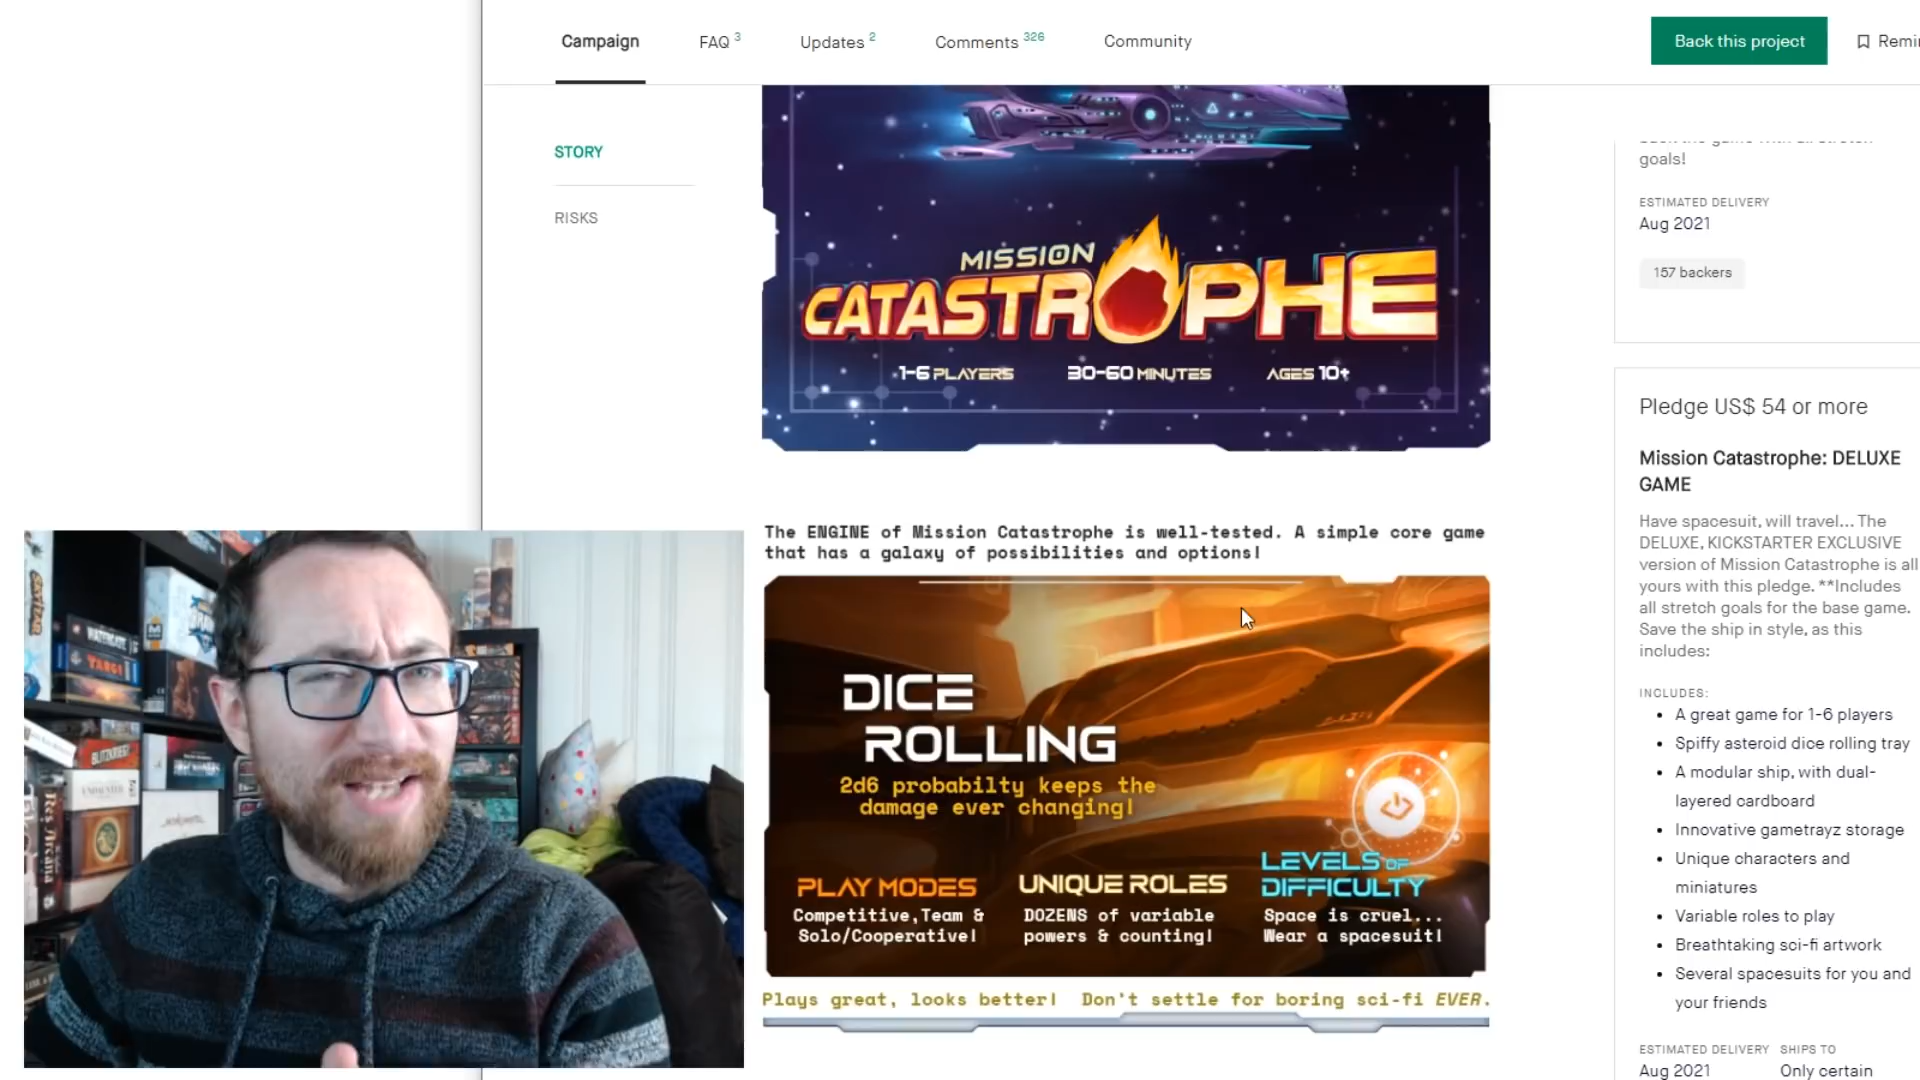 Campaign
FAQ 3
Updates 2
Comments 326
Community
Back this project
Remin
STORY
RISKS
MISSION
CATASTROPHE
1-6 PLAYERS
30-60 MINUTES
AGES 10+
The ENGINE of Mission Catastrophe is well-tested. A simple core game
that has a galaxy of possibilities and options!
DICE
ROLLING
2d6 probabilty keeps the
damage ever changing!
PLAY MODES
Competitive, Team &
Solo/Cooperative!
UNIQUE ROLES
DOZENS of variable
powers & counting!
LEVELS OF
DIFFICULTY
Space is cruel...
Wear a spacesuit!
Plays great, looks better! Don't settle for boring sci-fi EVER.
goals!
ESTIMATED DELIVERY
Aug 2021
157 backers
Pledge US$ 54 or more
Mission Catastrophe: DELUXE
GAME
Have spacesuit, will travel... The
DELUXE, KICKSTARTER EXCLUSIVE
version of Mission Catastrophe is all
yours with this pledge. **Includes
all stretch goals for the base game.
Save the ship in style, as this
includes:
INCLUDES:
• A great game for 1-6 players
• Spiffy asteroid dice rolling tray
• A modular ship, with dual-
layered cardboard
• Innovative gametrayz storage
• Unique characters and
miniatures
• Variable roles to play
• Breathtaking sci-fi artwork
• Several spacesuits for you and
your friends
ESTIMATED DELIVERY
Aug 2021
SHIPS TO
Only certain
WATERGATE
TARGI
BLITZKRIEG!
Res Arcana